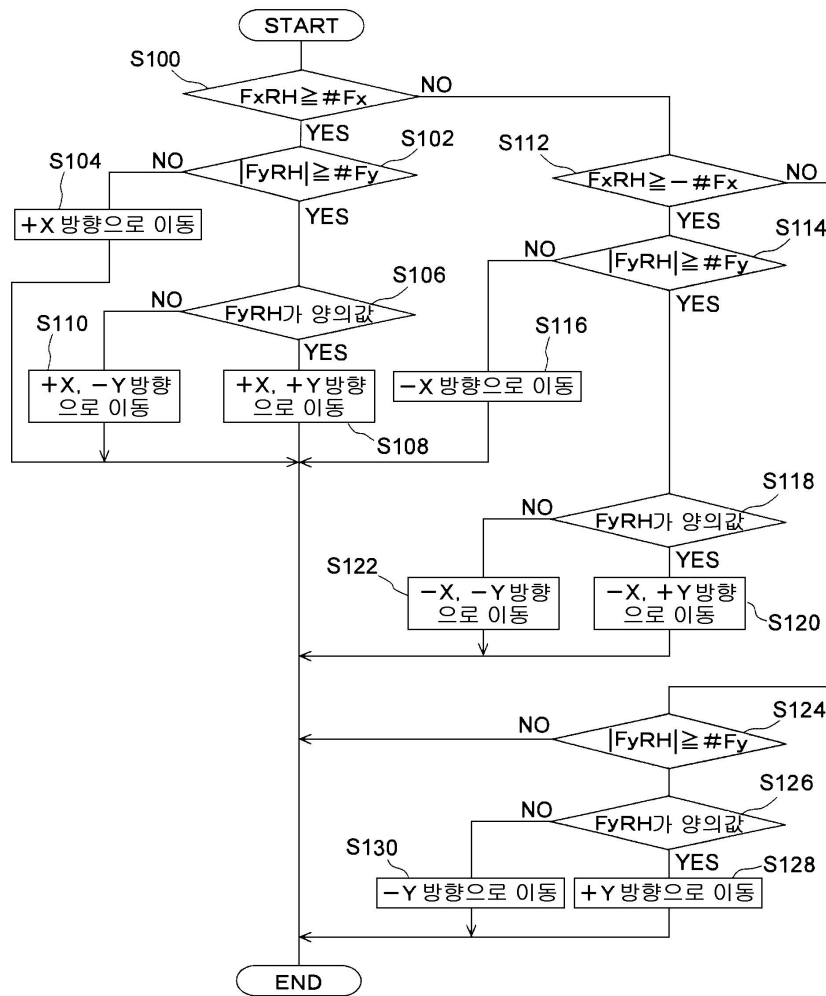 START
S100
FxRH≧#Fx
NO
YES
S102
S104
NO
|FyRH|≧#Fy
S112
FxRH≧－#Fx
NO
+X 방향으로 이동
YES
YES
S114
NO
|FyRH|≧#Fy
S106
NO
FyRH가 양의값
YES
S110
S116
YES
+X, －Y 방향
으로 이동
+X, +Y 방향
으로 이동
－X 방향으로 이동
S108
S118
NO
FyRH가 양의값
S122
YES
－X, －Y 방향
으로 이동
－X, +Y 방향
으로 이동
S120
S124
NO
|FyRH|≧#Fy
S126
NO
FyRH가 양의값
S130
YES
S128
－Y 방향으로 이동
+Y 방향으로 이동
END